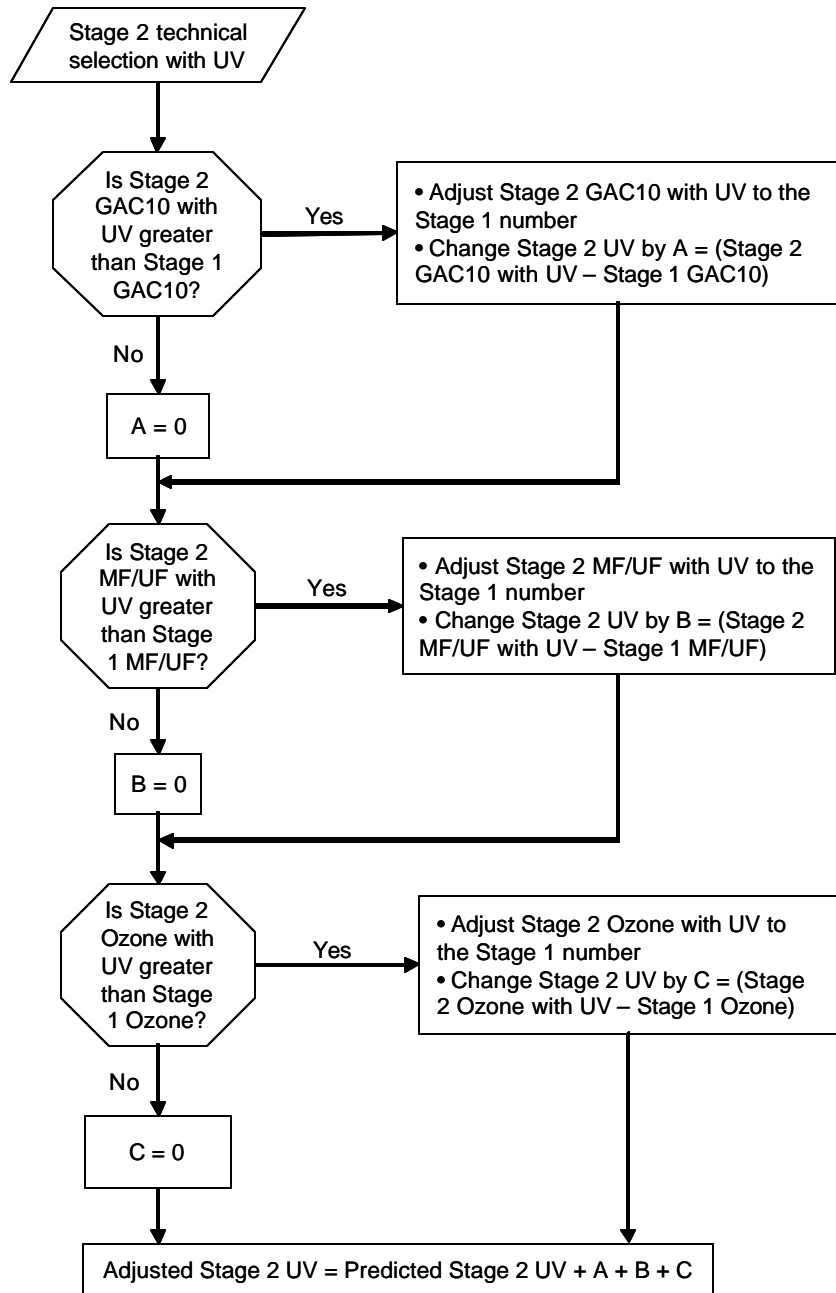 Stage 2 technical
selection with UV
Is Stage 2
GAC10 with
UV greater
than Stage 1
GAC10?
Yes
• Adjust Stage 2 GAC10 with UV to the
Stage 1 number
• Change Stage 2 UV by A = (Stage 2
GAC10 with UV – Stage 1 GAC10)
No
A = 0
Is Stage 2
MF/UF with
UV greater
than Stage
1 MF/UF?
Yes
• Adjust Stage 2 MF/UF with UV to the
Stage 1 number
• Change Stage 2 UV by B = (Stage 2
MF/UF with UV – Stage 1 MF/UF)
No
B = 0
Is Stage 2
Ozone with
UV greater
than Stage
1 Ozone?
Yes
• Adjust Stage 2 Ozone with UV to
the Stage 1 number
• Change Stage 2 UV by C = (Stage
2 Ozone with UV – Stage 1 Ozone)
No
C = 0
Adjusted Stage 2 UV = Predicted Stage 2 UV + A + B + C